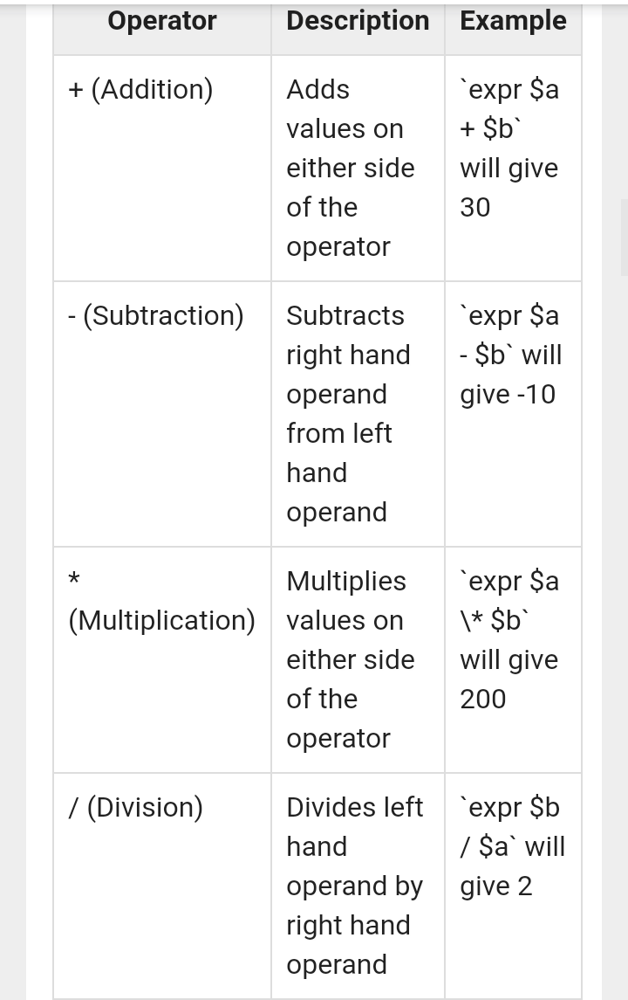 Operator Description Example
+ (Addition) Adds `expr $a
values on + $b`
either side will give
of the 30
operator
- (Subtraction) Subtracts `expr $a
right hand - $b` will
operand give -10
from left
hand
operand
* Multiplies `expr $a
(Multiplication) values on \* $b`
either side will give
of the 200
operator
/ (Division) Divides left `expr $b
hand / $a` will
operand by give 2
right hand
operand